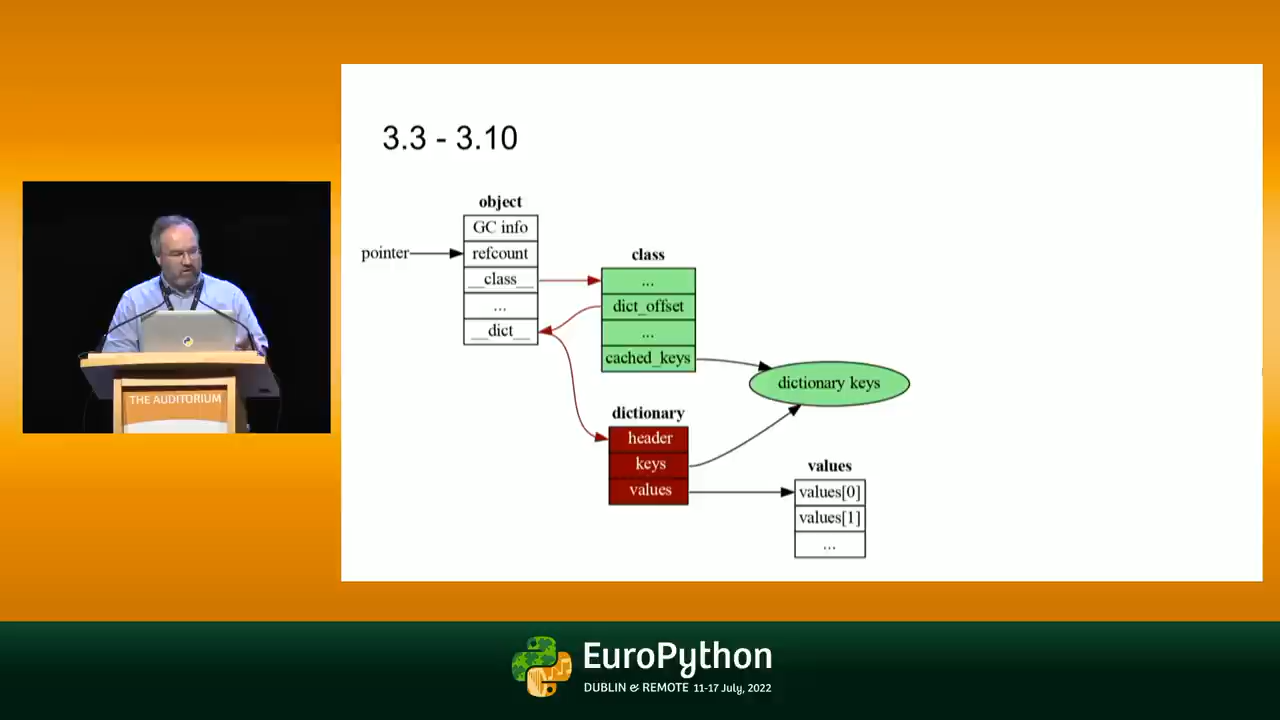 3.3 - 3.10
object
GC info
pointer
refcount
__class__
...
__dict__
class
...
dict_offset
...
cached_keys
dictionary keys
dictionary
header
keys
values
values
values[0]
values[1]
...
THE AUDITORIUM
EuroPython
DUBLIN & REMOTE 11-17 July, 2022